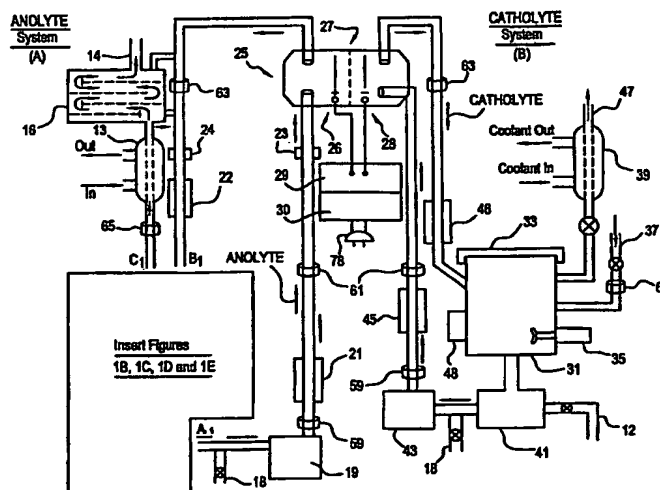 ANOLYTE
System
(A)
14
16
13
Out
In
65
C1
B1
63
24
22
25
27
23
26
28
29
30
78
ANOLYTE
61
21
59
A1
18
19
CATHOLYTE
System
(B)
63
CATHOLYTE
47
Coolant Out
Coolant In
39
48
33
37
6
45
48
35
31
59
43
18
41
12
Insert Figures
1B, 1C, 1D and 1E